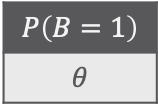 P(B = 1)
θ